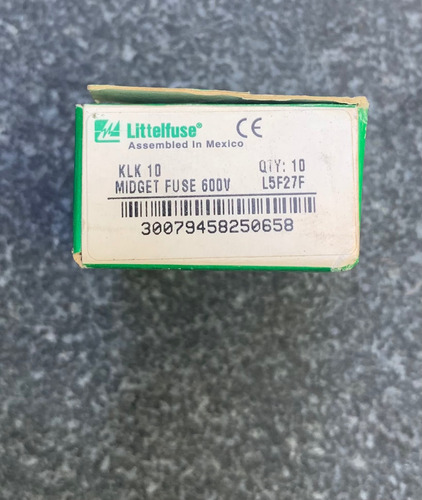 Littelfuse® CE
Assembled In Mexico
KLK 10 QTY: 10
MIDGET FUSE 600V L5F27F
30079458250658